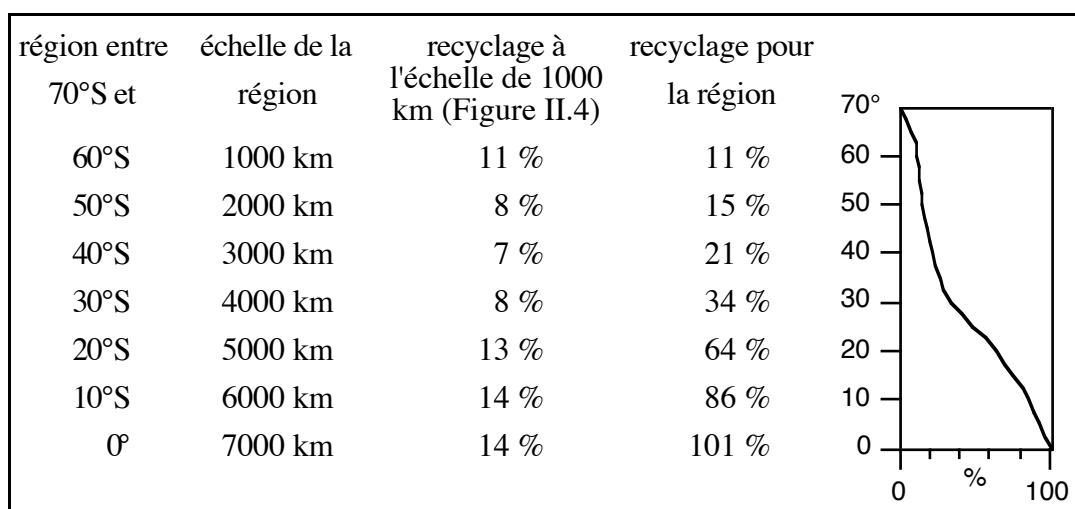 région entre échelle de la recyclage à recyclage pour
70°S et région l'échelle de 1000 la région
km (Figure II.4)
60°S 1000 km 11 % 11 %
50°S 2000 km 8 % 15 %
40°S 3000 km 7 % 21 %
30°S 4000 km 8 % 34 %
20°S 5000 km 13 % 64 %
10°S 6000 km 14 % 86 %
0° 7000 km 14 % 101 %
70°
60
50
40
30
20
10
0
0 % 100